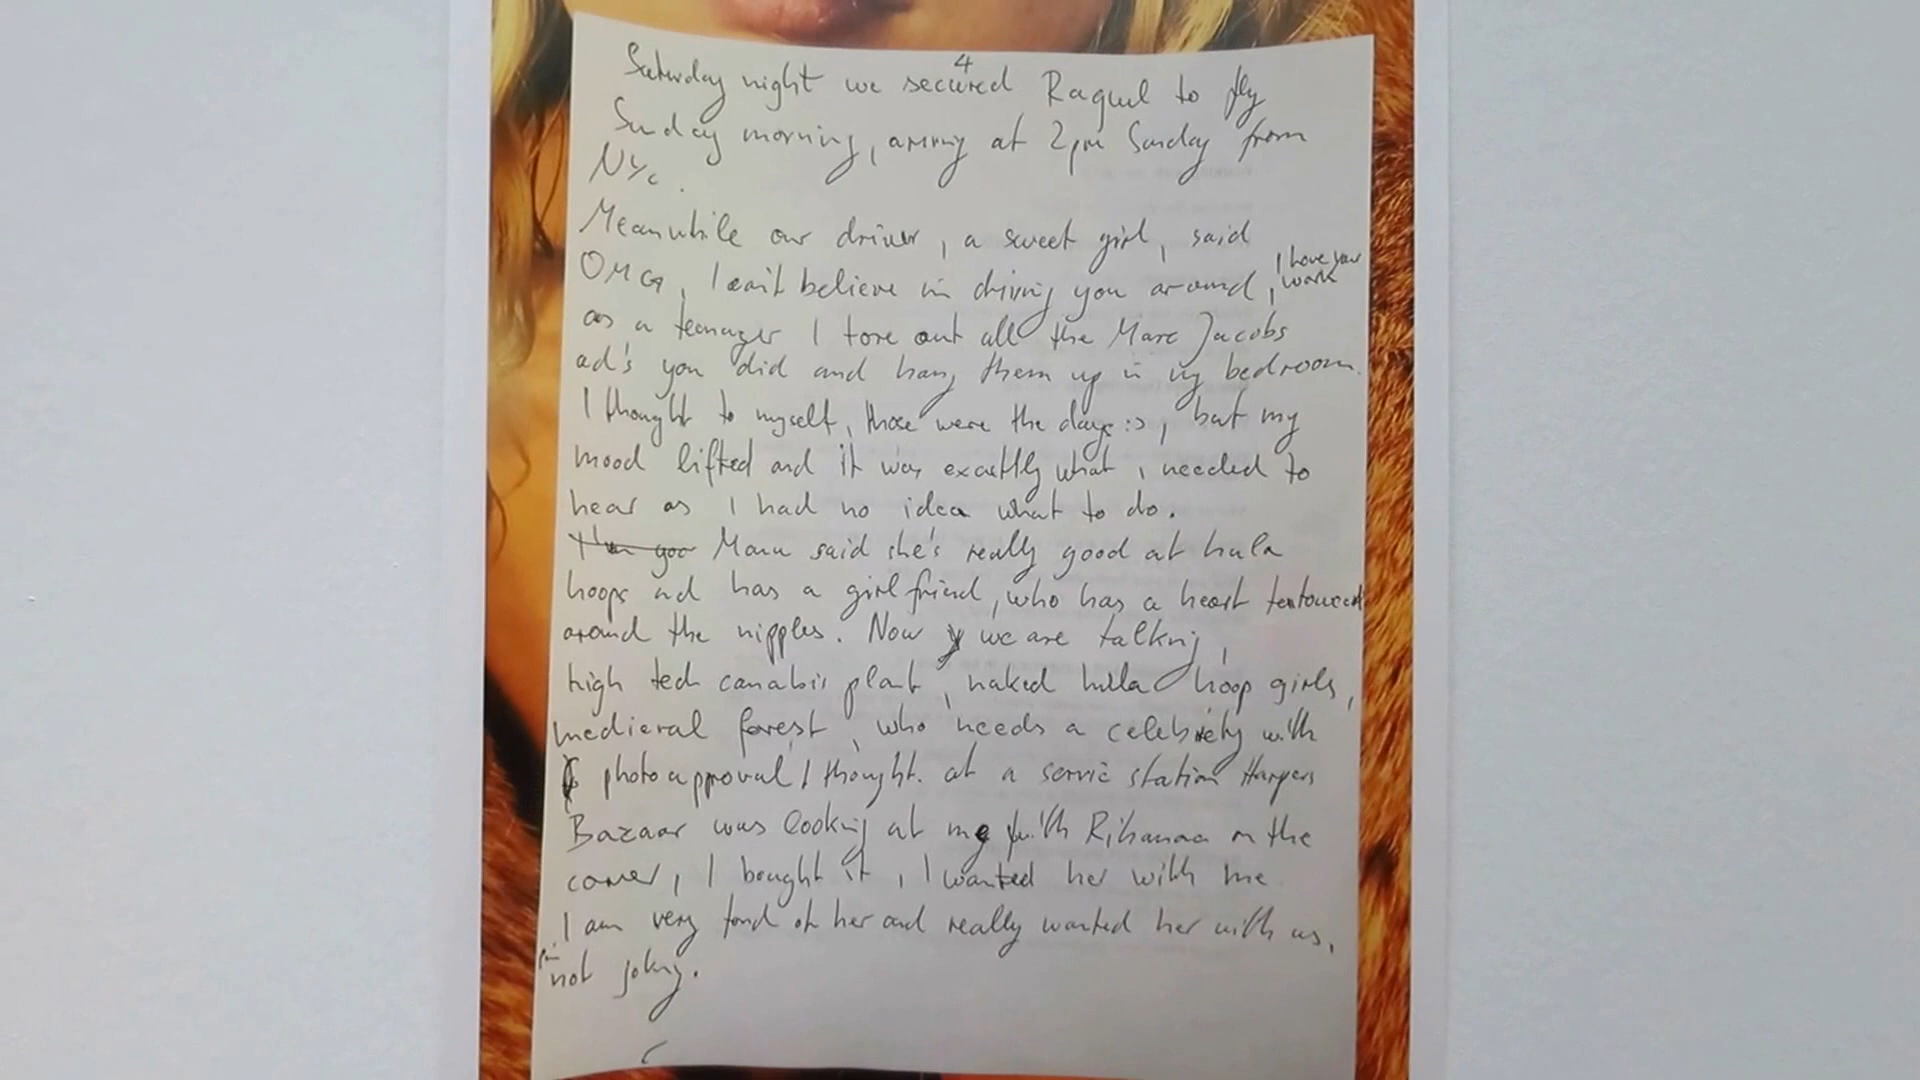 4
Saturday night we secured Raquel to fly
Sunday morning, arriving at 2pm Sunday from
NYC.
Meanwhile our driver, a sweet girl, said
OMG, I can't believe im driving you around, I love your work
as a teenager I tore out all the Marc Jacobs
ad's you did and hang them up in my bedroom.
I thought to myself, those were the days :), but my
mood lifted and it was exactly what i needed to
hear as I had no idea what to do.
said she's really good at hula
hoops and has a girlfriend, who has a heart
around the nipples. Now we are talking,
high tech canabis plant, naked hula hoop girls,
medieval forest, who needs a celebriety with
photo approval I thought. at a servic station Harpers
Bazaar was looking at me with Rihanna on the
cover, I bought it, I wanted her with me
I am very fond of her and really wanted her with us,
I'm not joking.